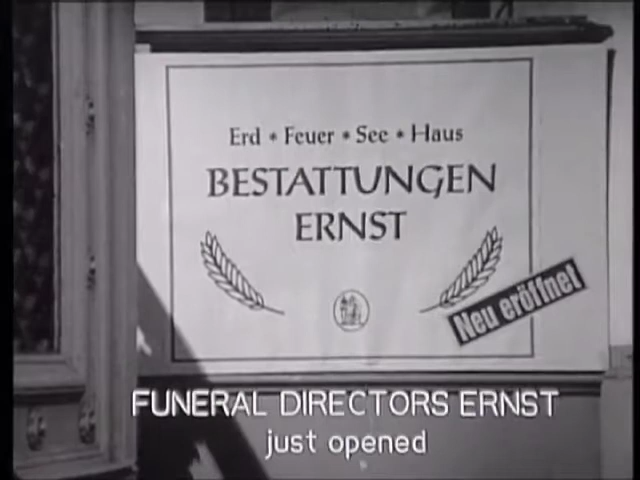 Erd * Feuer * See * Haus
BESTATTUNGEN
ERNST
Neu eröffnet
FUNERAL DIRECTORS ERNST
just opened